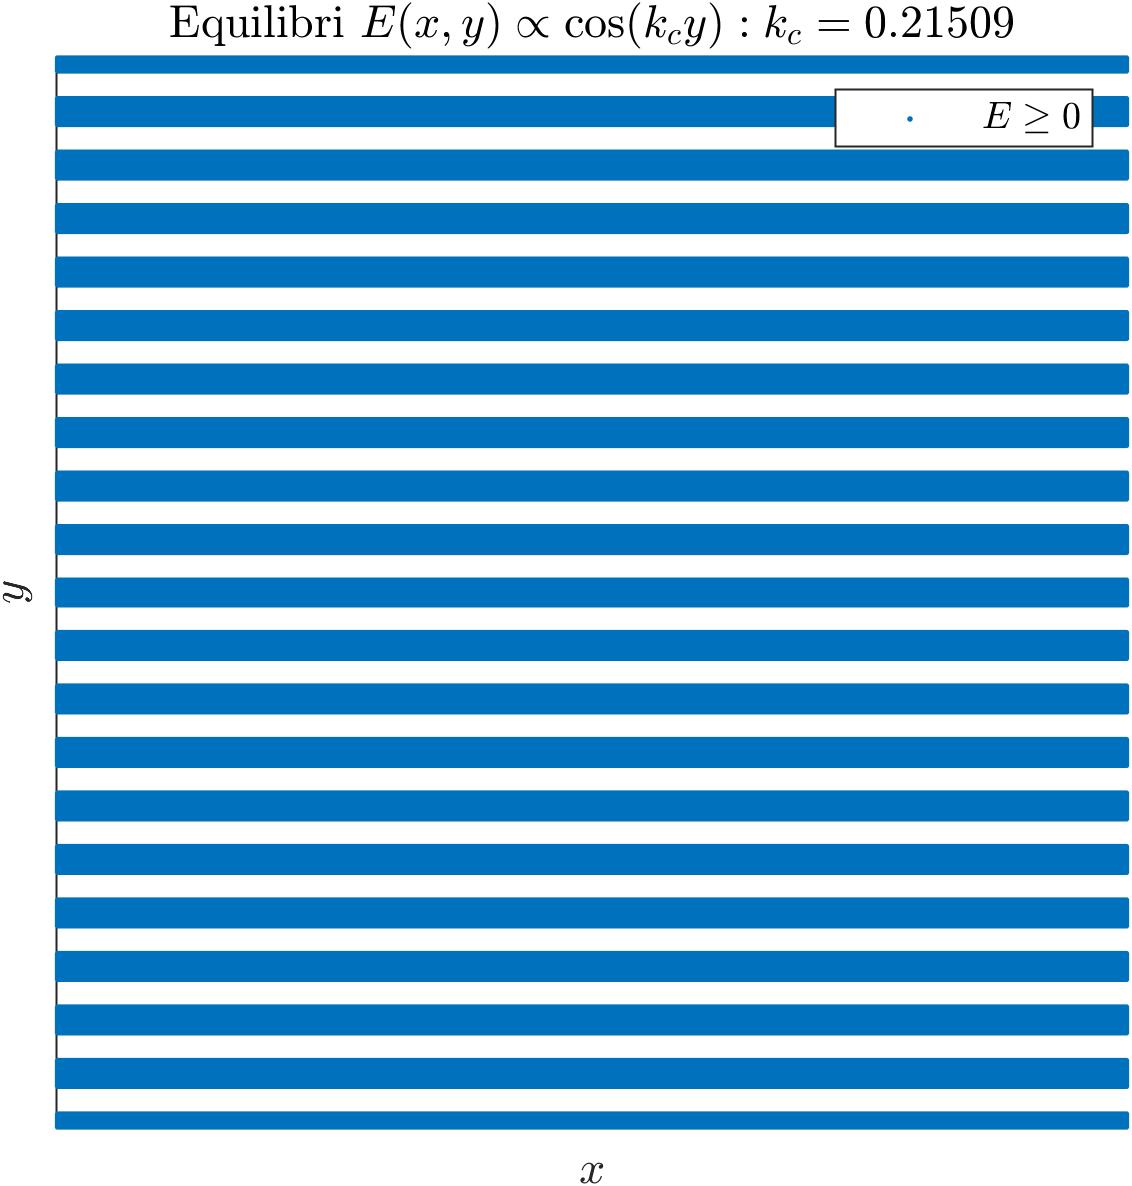 Equilibri E(x, y) ∝ cos(k_c y) : k_c = 0.21509
E ≥ 0
y
x